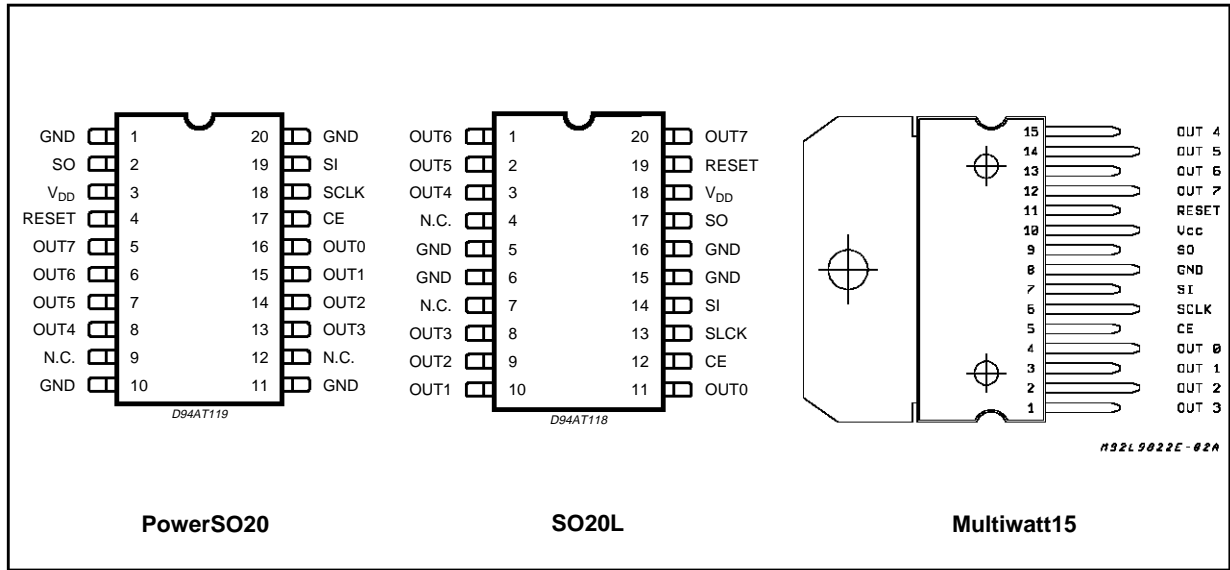 GND 1 20 GND
SO 2 19 SI
VDD 3 18 SCLK
RESET 4 17 CE
OUT7 5 16 OUT0
OUT6 6 15 OUT1
OUT5 7 14 OUT2
OUT4 8 13 OUT3
N.C. 9 12 N.C.
GND 10 11 GND
D94AT119
PowerSO20
OUT6 1 20 OUT7
OUT5 2 19 RESET
OUT4 3 18 VDD
N.C. 4 17 SO
GND 5 16 GND
GND 6 15 GND
N.C. 7 14 SI
OUT3 8 13 SLCK
OUT2 9 12 CE
OUT1 10 11 OUT0
D94AT118
SO20L
15 OUT 4
14 OUT 5
13 OUT 6
12 OUT 7
11 RESET
10 Vcc
9 SO
8 GND
7 SI
6 SCLK
5 CE
4 OUT 0
3 OUT 1
2 OUT 2
1 OUT 3
M92L9022E-02A
Multiwatt15